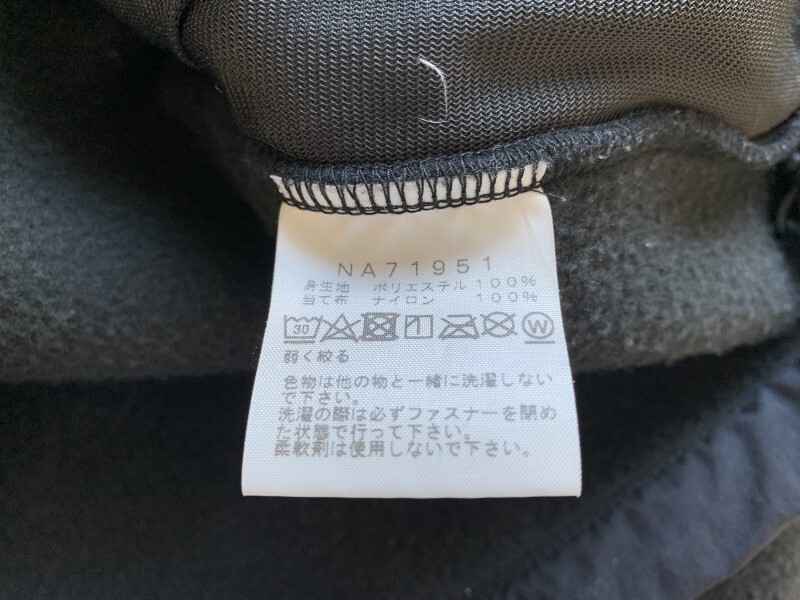 NA71951
身生地 ポリエステル 100%
当て布 ナイロン 100%
30 W
弱く絞る
色物は他の物と一緒に洗濯しない
で下さい。
洗濯の際は必ずファスナーを閉め
た状態で行って下さい。
柔軟剤は使用しないで下さい。